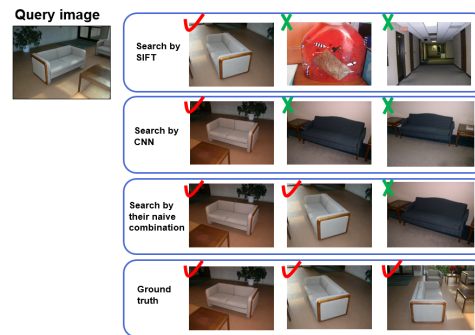 Query image
Search by
SIFT
Search by
CNN
Search by
their naive
combination
Ground
truth